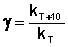 γ = k_{T+10} / k_T